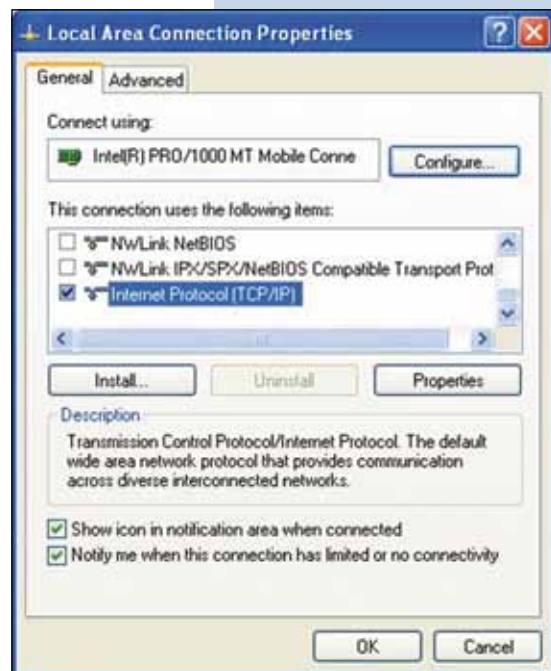 Local Area Connection Properties
General
Advanced
Connect using:
Intel(R) PRO/1000 MT Mobile Conne
Configure...
This connection uses the following items:
NWLink NetBIOS
NWLink IPX/SPX/NetBIOS Compatible Transport Prot
Internet Protocol (TCP/IP)
Install...
Uninstall
Properties
Description
Transmission Control Protocol/Internet Protocol. The default
wide area network protocol that provides communication
across diverse interconnected networks.
Show icon in notification area when connected
Notify me when this connection has limited or no connectivity
OK
Cancel